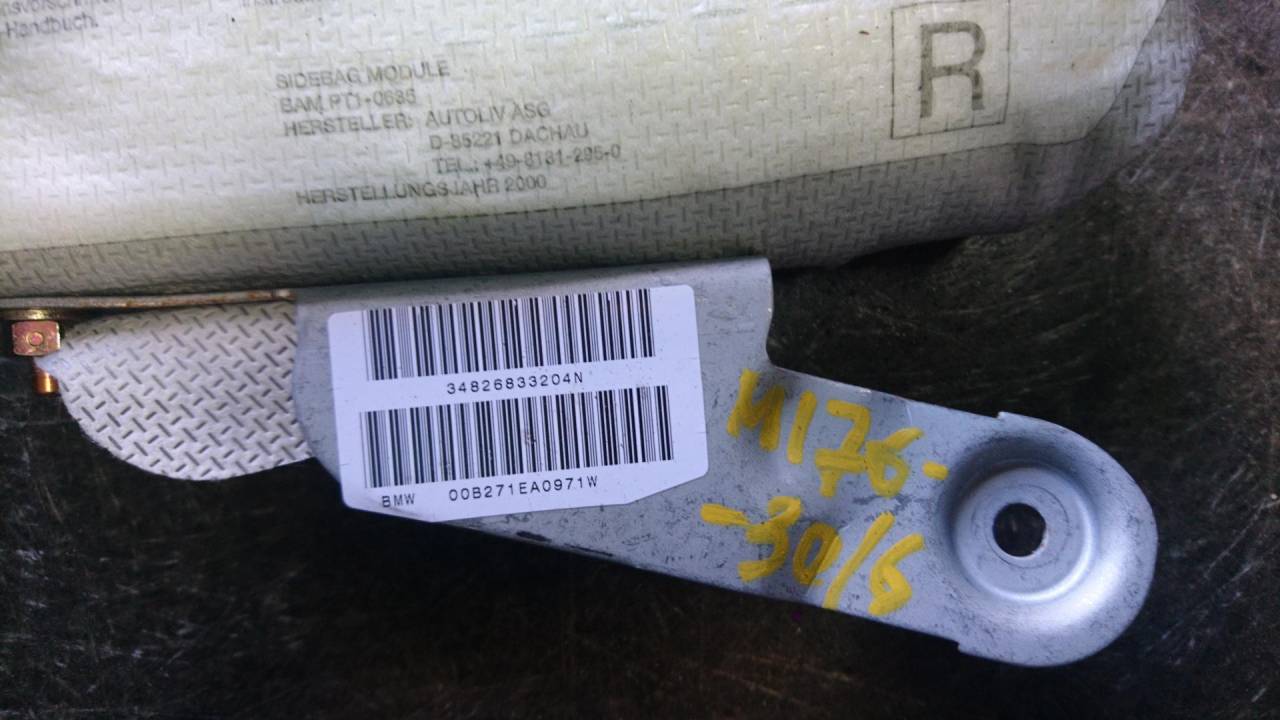 Handbuch.
R
SIDEBAG MODULE
BAM PT1-0635
HERSTELLER: AUTOLIV ASG
D-85221 DACHAU
TEL.: +49-8131-295-0
HERSTELLUNGSJAHR 2000
34826833204N
BMW 00B271EA0971W
M176-
-30/6